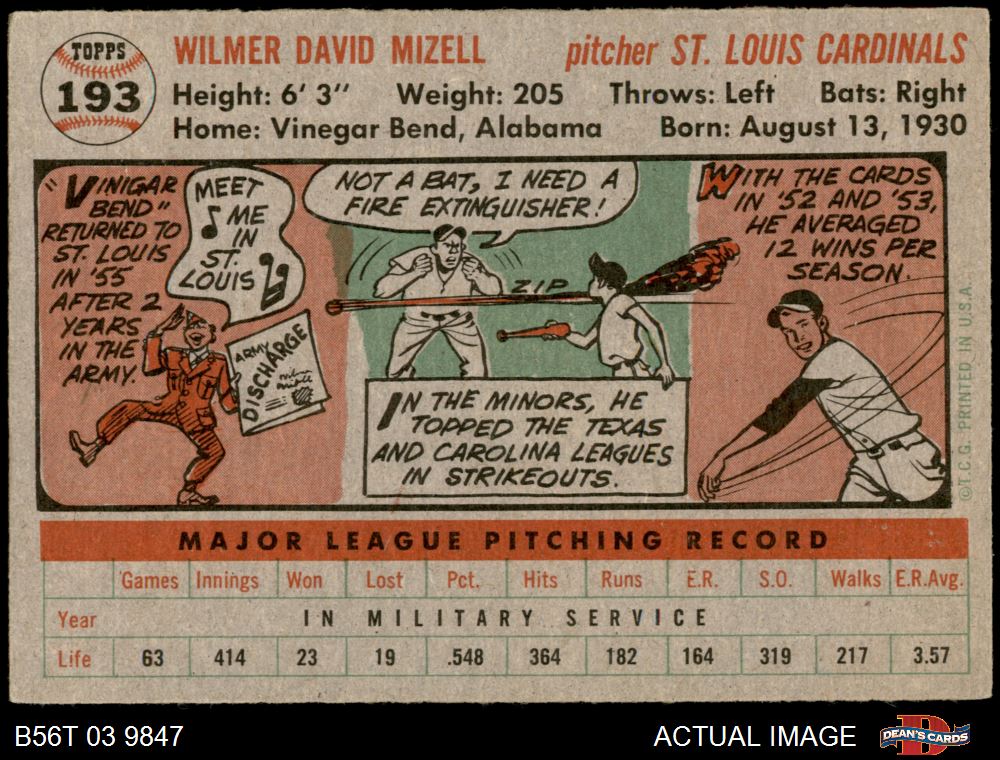 TOPPS
193
WILMER DAVID MIZELL pitcher ST. LOUIS CARDINALS
Height: 6' 3" Weight: 205 Throws: Left Bats: Right
Home: Vinegar Bend, Alabama Born: August 13, 1930
"VINIGAR
BEND"
RETURNED TO
ST. LOUIS
IN '55
AFTER 2
YEARS
IN THE
ARMY.
MEET
ME
IN
ST.
LOUIS
ARMY
DISCHARGE
NOT A BAT, I NEED A
FIRE EXTINGUISHER!
ZIP
IN THE MINORS, HE
TOPPED THE TEXAS
AND CAROLINA LEAGUES
IN STRIKEOUTS.
WITH THE CARDS
IN '52 AND '53,
HE AVERAGED
12 WINS PER
SEASON.
©T.C.G. PRINTED IN U.S.A.
MAJOR LEAGUE PITCHING RECORD
Games Innings Won Lost Pct. Hits Runs E.R. S.O. Walks E.R.Avg.
Year IN MILITARY SERVICE
Life 63 414 23 19 .548 364 182 164 319 217 3.57
B56T 03 9847 ACTUAL IMAGE
DEAN'S CARDS